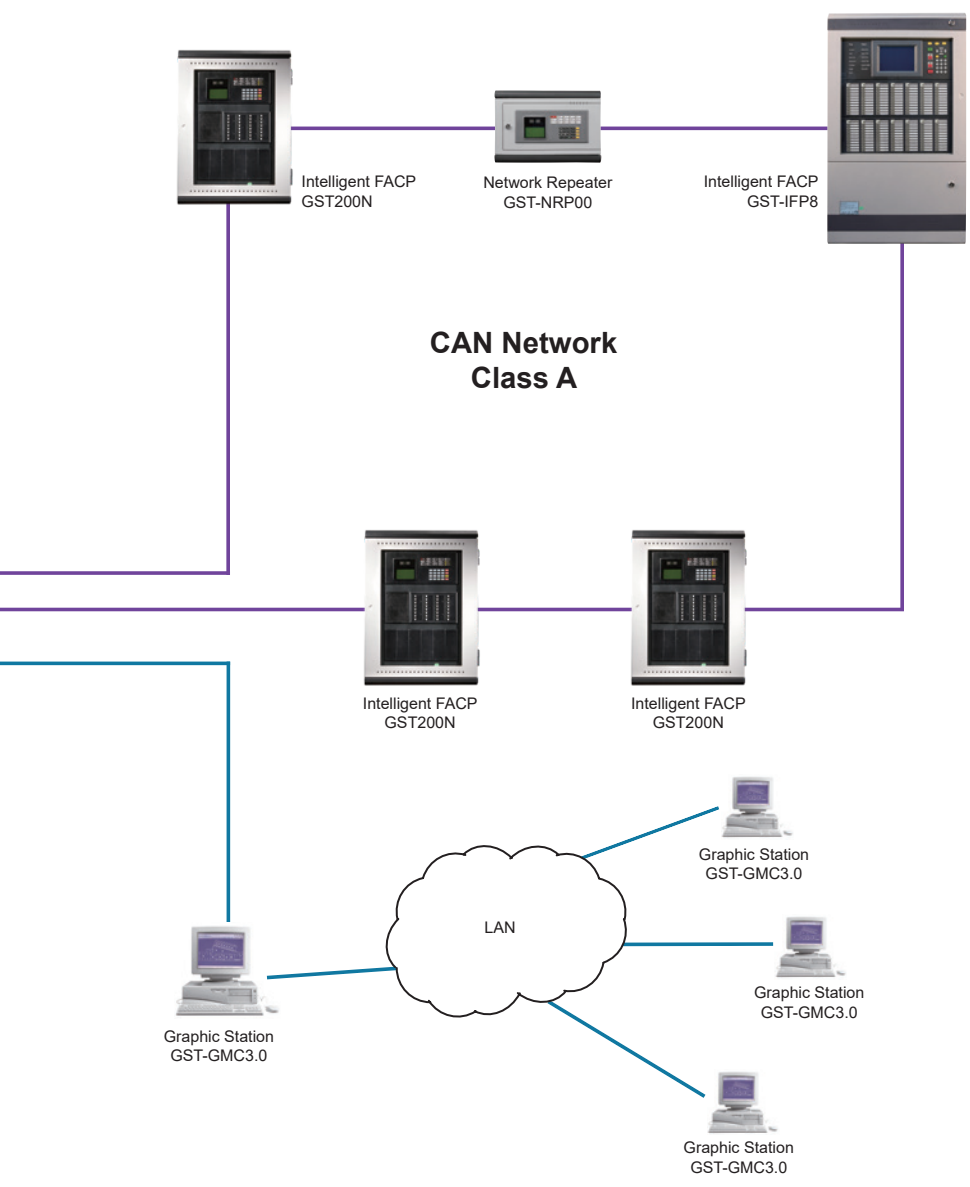 Intelligent FACP
GST200N
Network Repeater
GST-NRP00
Intelligent FACP
GST-IFP8
CAN Network
Class A
Intelligent FACP
GST200N
Intelligent FACP
GST200N
Graphic Station
GST-GMC3.0
LAN
Graphic Station
GST-GMC3.0
Graphic Station
GST-GMC3.0
Graphic Station
GST-GMC3.0